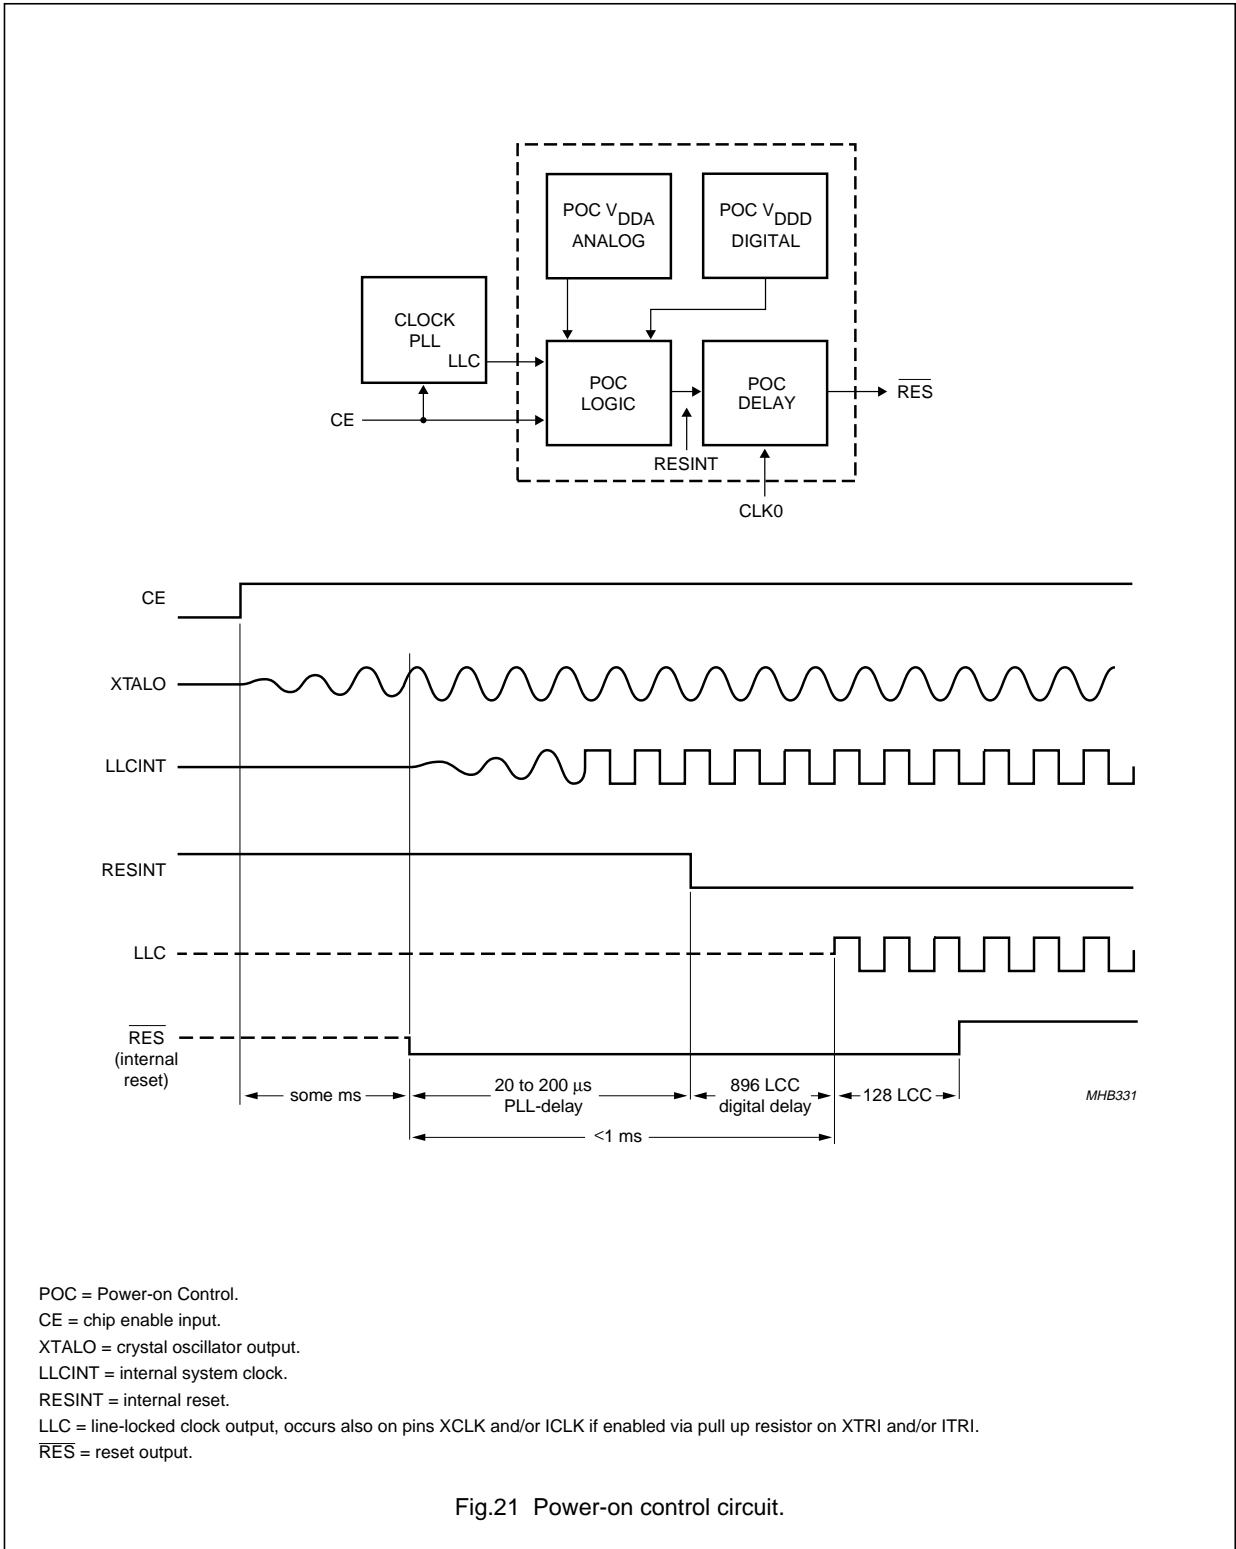 POC VDDA
ANALOG
POC VDDD
DIGITAL
CLOCK
PLL
LLC
POC
LOGIC
POC
DELAY
RES
CE
RESINT
CLK0
CE
XTALO
LLCINT
RESINT
LLC
RES
(internal
reset)
some ms
20 to 200 µs
PLL-delay
896 LCC
digital delay
128 LCC
MHB331
<1 ms
POC = Power-on Control.
CE = chip enable input.
XTALO = crystal oscillator output.
LLCINT = internal system clock.
RESINT = internal reset.
LLC = line-locked clock output, occurs also on pins XCLK and/or ICLK if enabled via pull up resistor on XTRI and/or ITRI.
RES = reset output.
Fig.21 Power-on control circuit.